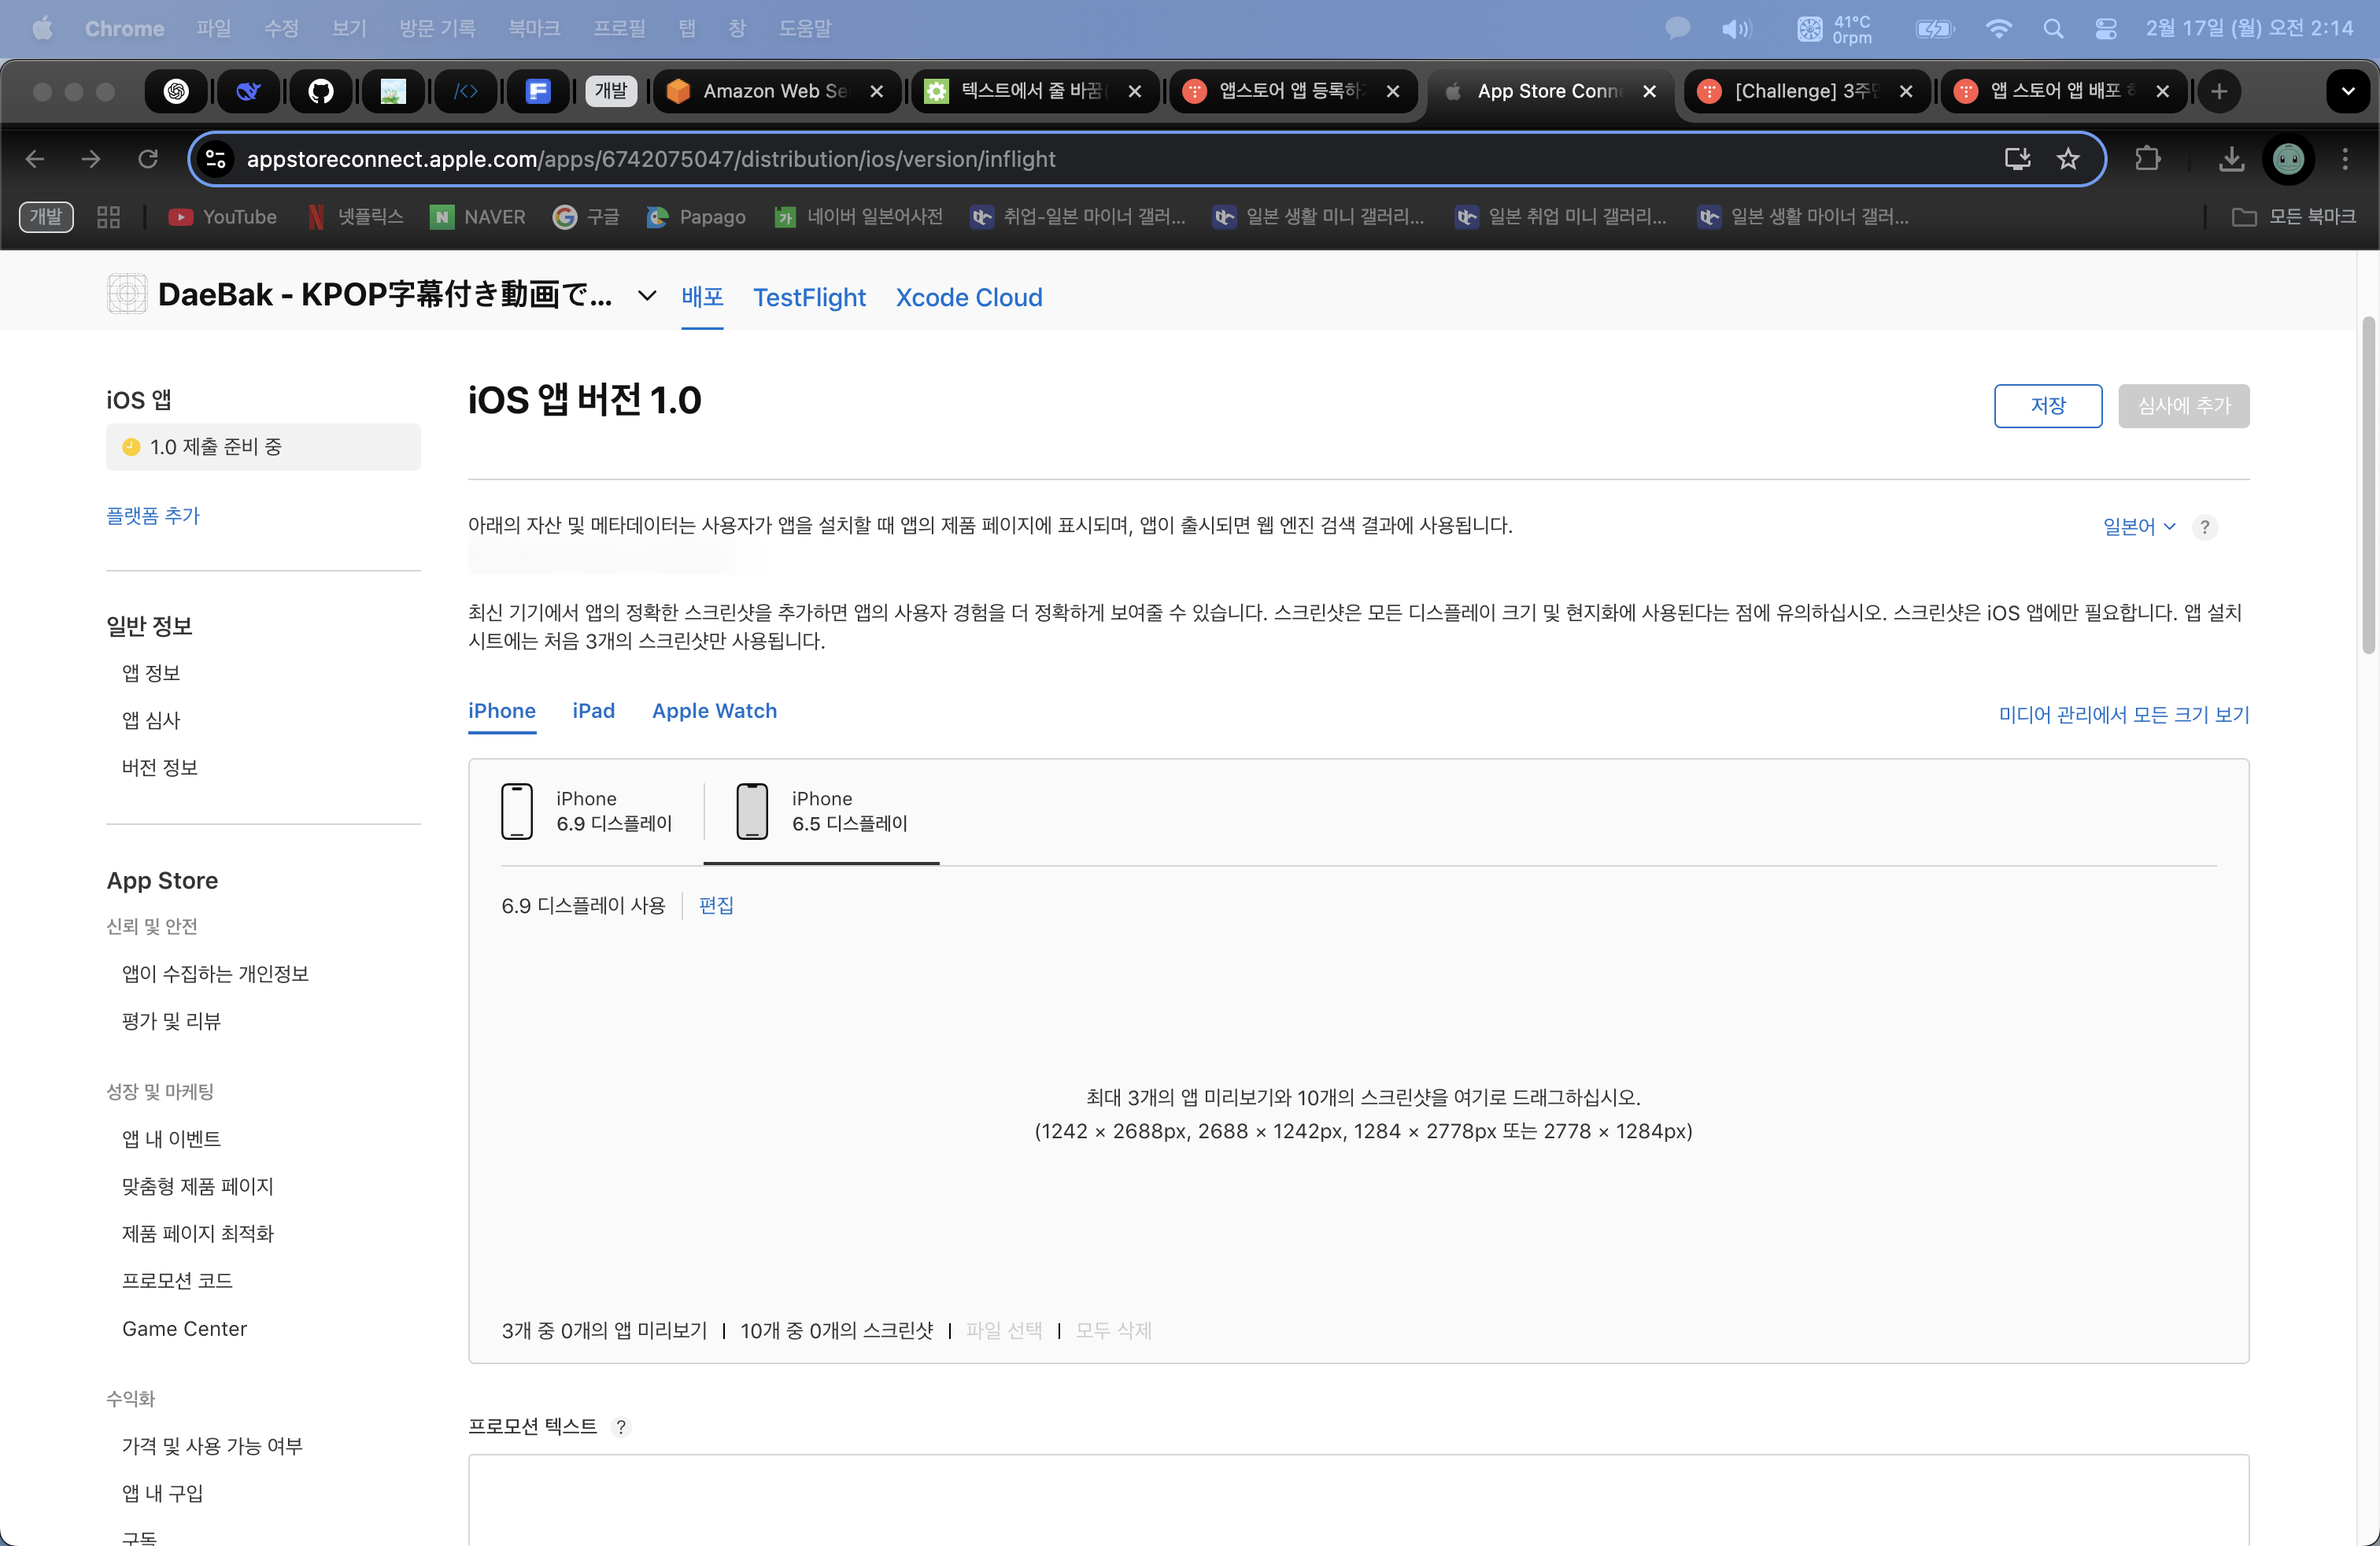 Chrome 파일 수정 보기 방문 기록 북마크 프로필 탭 창 도움말
41°C
0rpm
2월 17일 (월) 오전 2:14
개발
Amazon Web Se
텍스트에서 줄 바꿈
앱스토어 앱 등록하
App Store Conn
[Challenge] 3주
앱 스토어 앱 배포
appstoreconnect.apple.com/apps/6742075047/distribution/ios/version/inflight
개발
YouTube
넷플릭스
NAVER
구글
Papago
네이버 일본어사전
취업-일본 마이너 갤러...
일본 생활 미니 갤러리...
일본 취업 미니 갤러리...
일본 생활 마이너 갤러...
모든 북마크
DaeBak - KPOP字幕付き動画で...
배포
TestFlight
Xcode Cloud
iOS 앱
1.0 제출 준비 중
플랫폼 추가
일반 정보
앱 정보
앱 심사
버전 정보
App Store
신뢰 및 안전
앱이 수집하는 개인정보
평가 및 리뷰
성장 및 마케팅
앱 내 이벤트
맞춤형 제품 페이지
제품 페이지 최적화
프로모션 코드
Game Center
수익화
가격 및 사용 가능 여부
앱 내 구입
구독
iOS 앱 버전 1.0
저장
심사에 추가
아래의 자산 및 메타데이터는 사용자가 앱을 설치할 때 앱의 제품 페이지에 표시되며, 앱이 출시되면 웹 엔진 검색 결과에 사용됩니다.
일본어
?
최신 기기에서 앱의 정확한 스크린샷을 추가하면 앱의 사용자 경험을 더 정확하게 보여줄 수 있습니다. 스크린샷은 모든 디스플레이 크기 및 현지화에 사용된다는 점에 유의하십시오. 스크린샷은 iOS 앱에만 필요합니다. 앱 설치
시트에는 처음 3개의 스크린샷만 사용됩니다.
iPhone
iPad
Apple Watch
미디어 관리에서 모든 크기 보기
iPhone
6.9 디스플레이
iPhone
6.5 디스플레이
6.9 디스플레이 사용
편집
최대 3개의 앱 미리보기와 10개의 스크린샷을 여기로 드래그하십시오.
(1242 × 2688px, 2688 × 1242px, 1284 × 2778px 또는 2778 × 1284px)
3개 중 0개의 앱 미리보기 | 10개 중 0개의 스크린샷 | 파일 선택 | 모두 삭제
프로모션 텍스트 ?